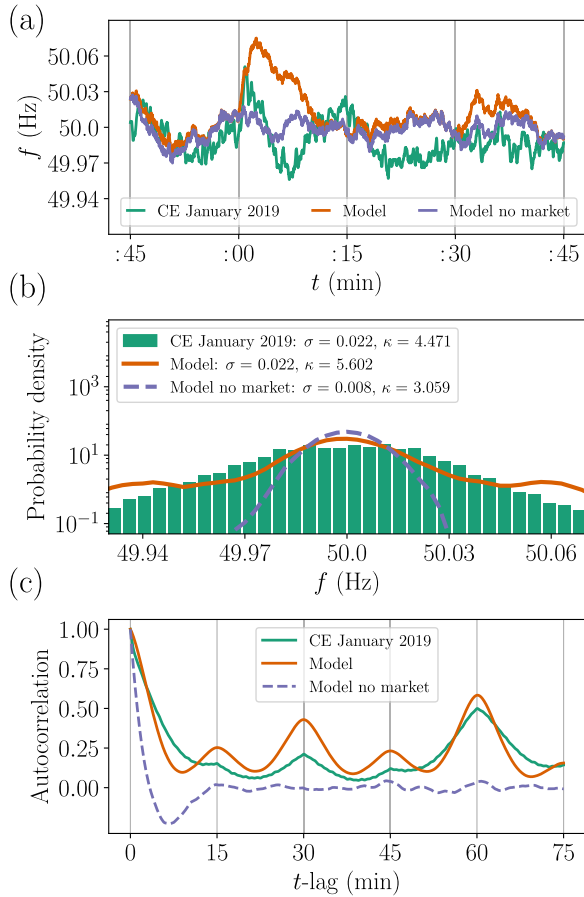 (a)
f (Hz)
50.06
50.03
50.0
49.97
49.94
CE January 2019 Model Model no market
:45 :00 :15 :30 :45
t (min)
(b)
Probability density
10³
10¹
10⁻¹
CE January 2019: σ = 0.022, κ = 4.471
Model: σ = 0.022, κ = 5.602
Model no market: σ = 0.008, κ = 3.059
49.94 49.97 50.0 50.03 50.06
f (Hz)
(c)
Autocorrelation
1.00
0.75
0.50
0.25
0.00
CE January 2019
Model
Model no market
0 15 30 45 60 75
t-lag (min)